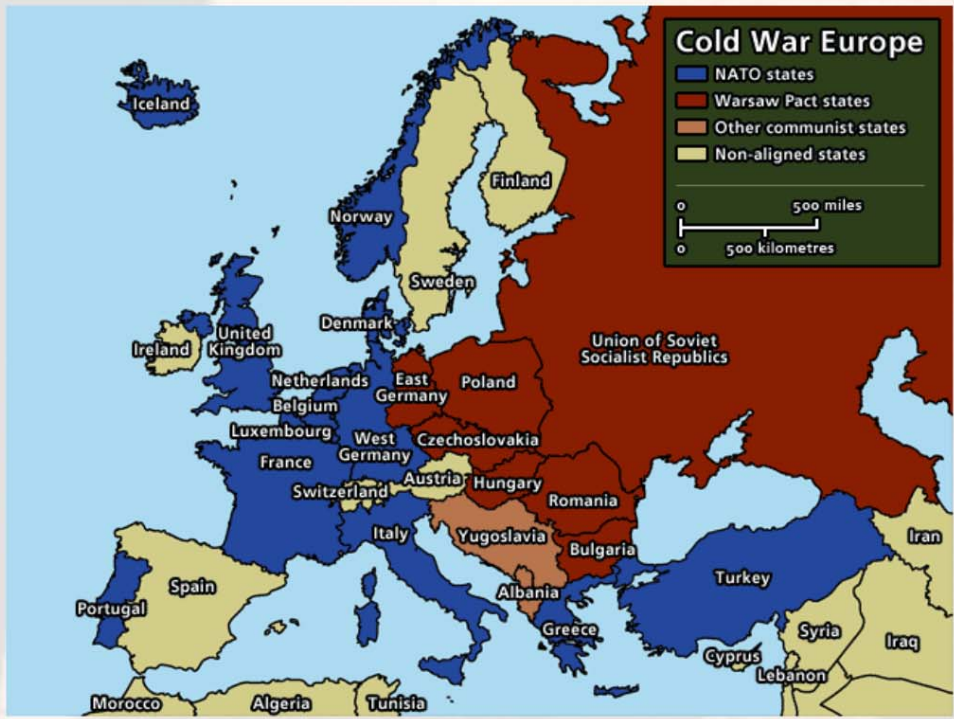 Cold War Europe
NATO states
Warsaw Pact states
Other communist states
Non-aligned states
0 500 miles
0 500 kilometres
Iceland
Finland
Norway
Sweden
Denmark
United
Kingdom
Ireland
Union of Soviet
Socialist Republics
Netherlands
East
Germany
Poland
Belgium
Luxembourg
West
Germany
Czechoslovakia
France
Austria
Hungary
Switzerland
Romania
Italy
Yugoslavia
Bulgaria
Iran
Spain
Turkey
Portugal
Albania
Greece
Syria
Iraq
Cyprus
Lebanon
Morocco
Algeria
Tunisia